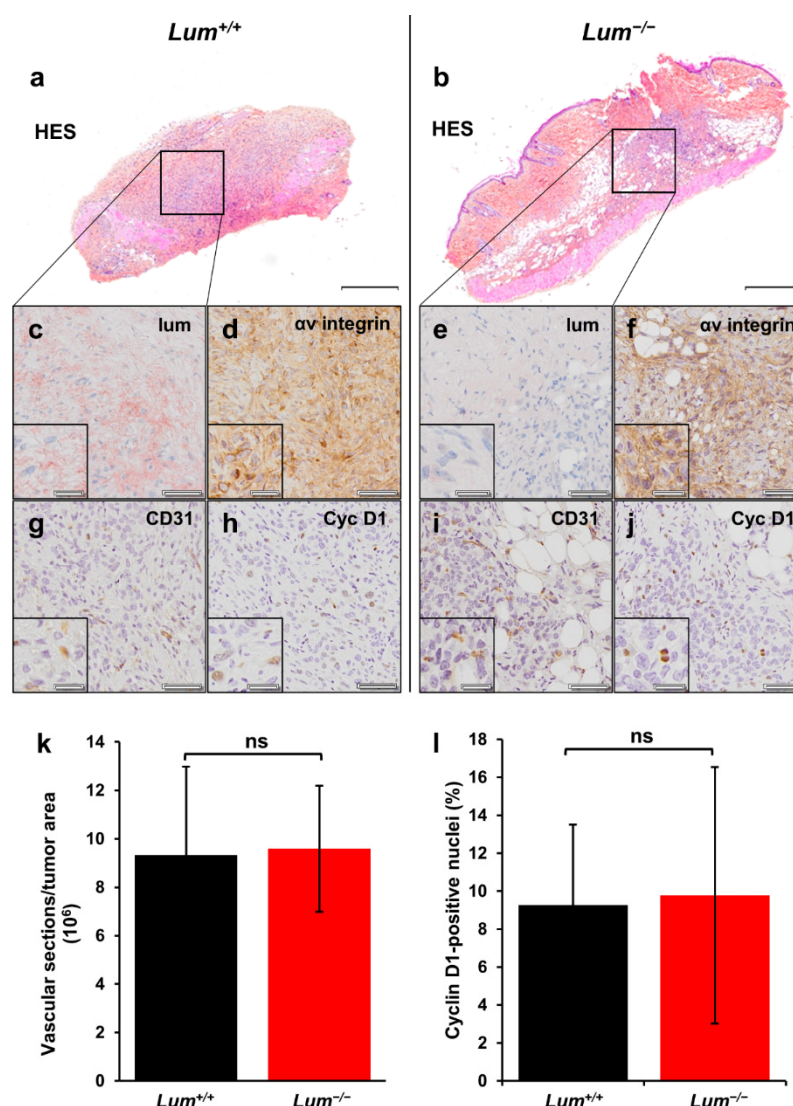 Lum+/+
Lum−/−
a
HES
b
HES
c
lum
d
αv integrin
e
lum
f
αv integrin
g
CD31
h
Cyc D1
i
CD31
j
Cyc D1
k
ns
14
12
10
8
6
4
2
0
Vascular sections/tumor area
(10⁶)
Lum+/+
Lum−/−
l
ns
18
16
14
12
10
8
6
4
2
0
Cyclin D1-positive nuclei (%)
Lum+/+
Lum−/−